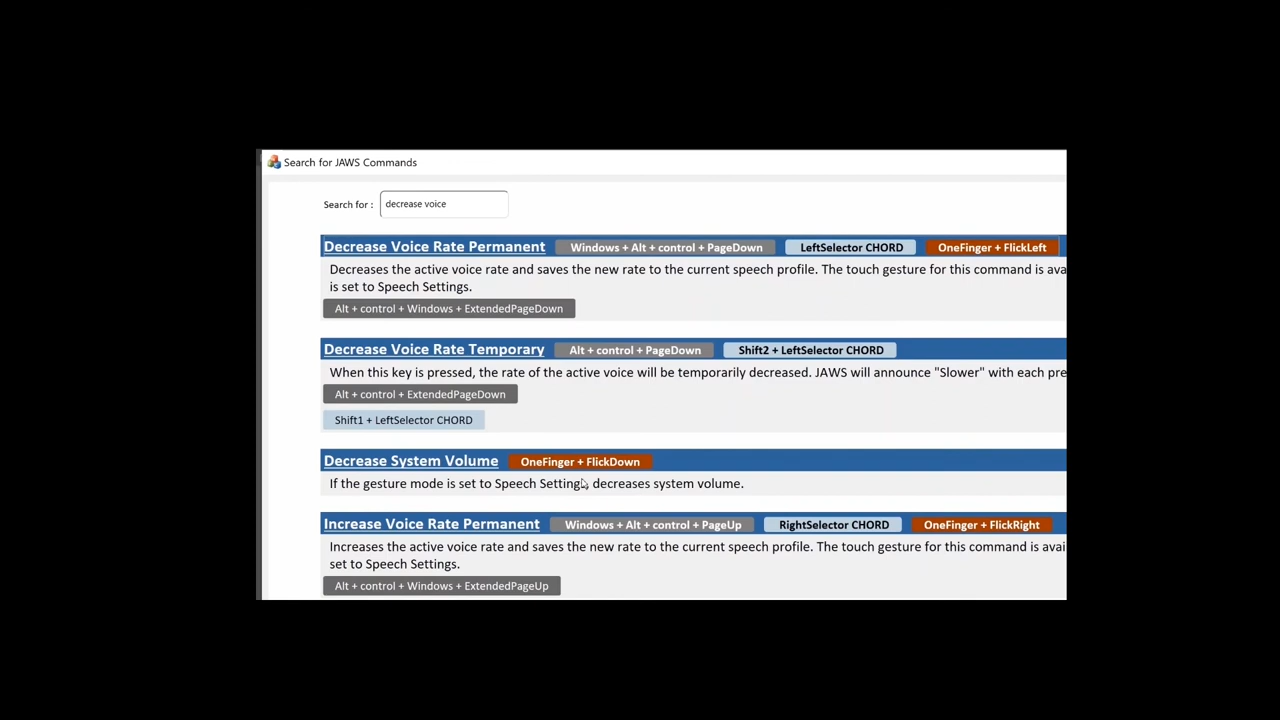 Search for JAWS Commands
Search for :  decrease voice
Decrease Voice Rate Permanent  Windows + Alt + control + PageDown  LeftSelector CHORD  OneFinger + FlickLeft
Decreases the active voice rate and saves the new rate to the current speech profile. The touch gesture for this command is ava
is set to Speech Settings.
Alt + control + Windows + ExtendedPageDown
Decrease Voice Rate Temporary  Alt + control + PageDown  Shift2 + LeftSelector CHORD
When this key is pressed, the rate of the active voice will be temporarily decreased. JAWS will announce "Slower" with each pre
Alt + control + ExtendedPageDown
Shift1 + LeftSelector CHORD
Decrease System Volume  OneFinger + FlickDown
If the gesture mode is set to Speech Settings, decreases system volume.
Increase Voice Rate Permanent  Windows + Alt + control + PageUp  RightSelector CHORD  OneFinger + FlickRight
Increases the active voice rate and saves the new rate to the current speech profile. The touch gesture for this command is avai
set to Speech Settings.
Alt + control + Windows + ExtendedPageUp